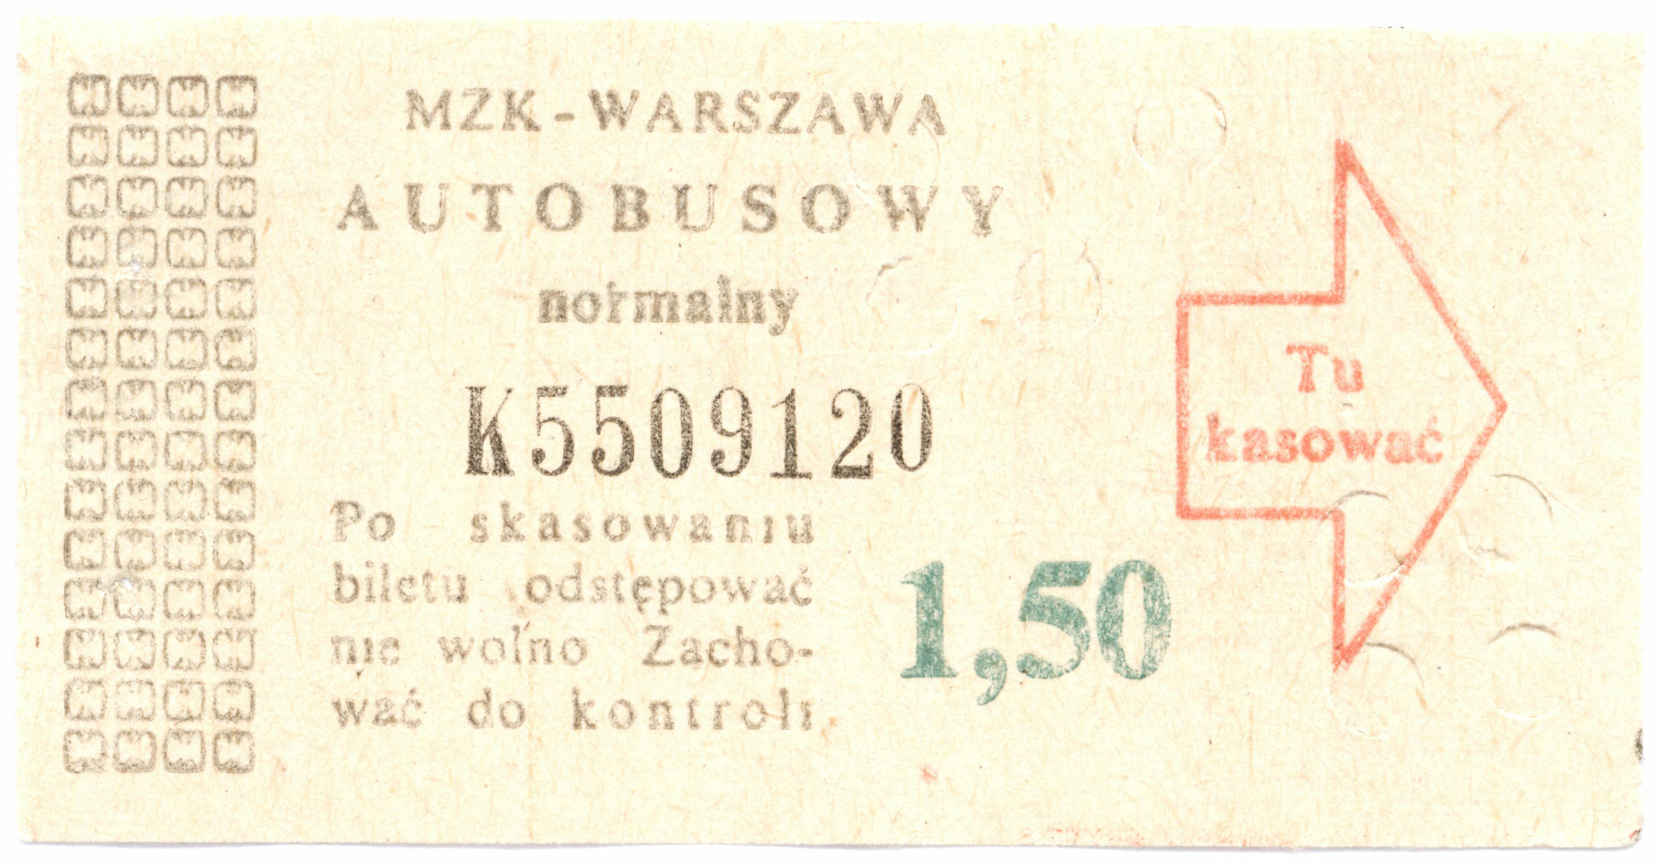 MZK-WARSZAWA
AUTOBUSOWY
normalny
K5509120
Po skasowaniu
biletu odstępować
nie wolno Zacho-
wać do kontroli
1,50
Tu
kasować